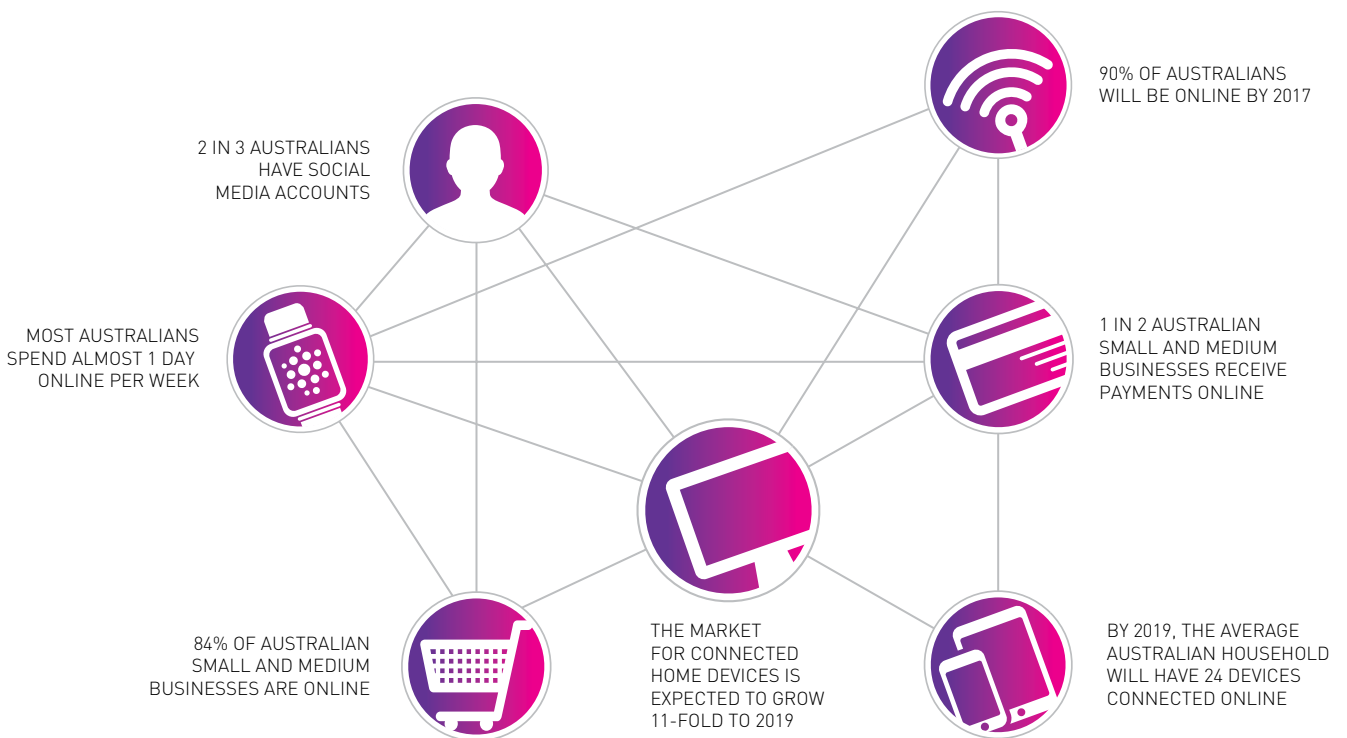 90% OF AUSTRALIANS
WILL BE ONLINE BY 2017
2 IN 3 AUSTRALIANS
HAVE SOCIAL
MEDIA ACCOUNTS
MOST AUSTRALIANS
SPEND ALMOST 1 DAY
ONLINE PER WEEK
1 IN 2 AUSTRALIAN
SMALL AND MEDIUM
BUSINESSES RECEIVE
PAYMENTS ONLINE
84% OF AUSTRALIAN
SMALL AND MEDIUM
BUSINESSES ARE ONLINE
THE MARKET
FOR CONNECTED
HOME DEVICES IS
EXPECTED TO GROW
11-FOLD TO 2019
BY 2019, THE AVERAGE
AUSTRALIAN HOUSEHOLD
WILL HAVE 24 DEVICES
CONNECTED ONLINE